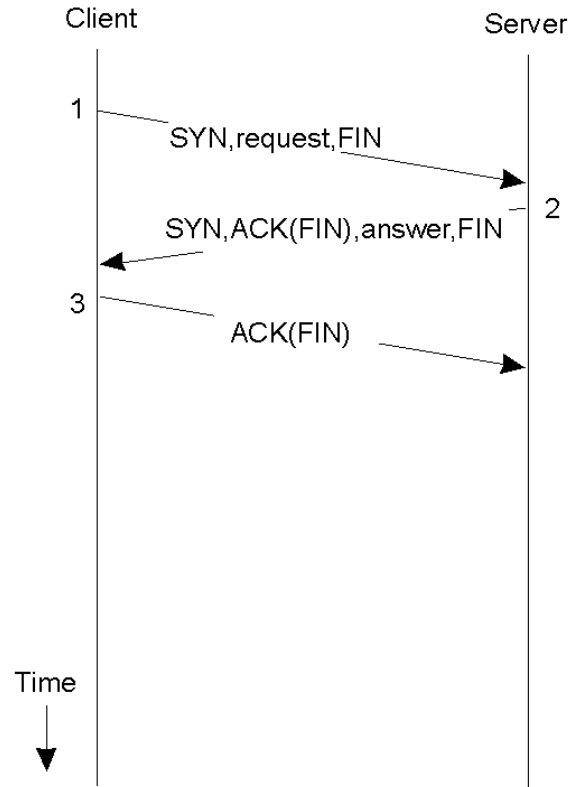 Client
Server
1
SYN,request,FIN
2
SYN,ACK(FIN),answer,FIN
3
ACK(FIN)
Time